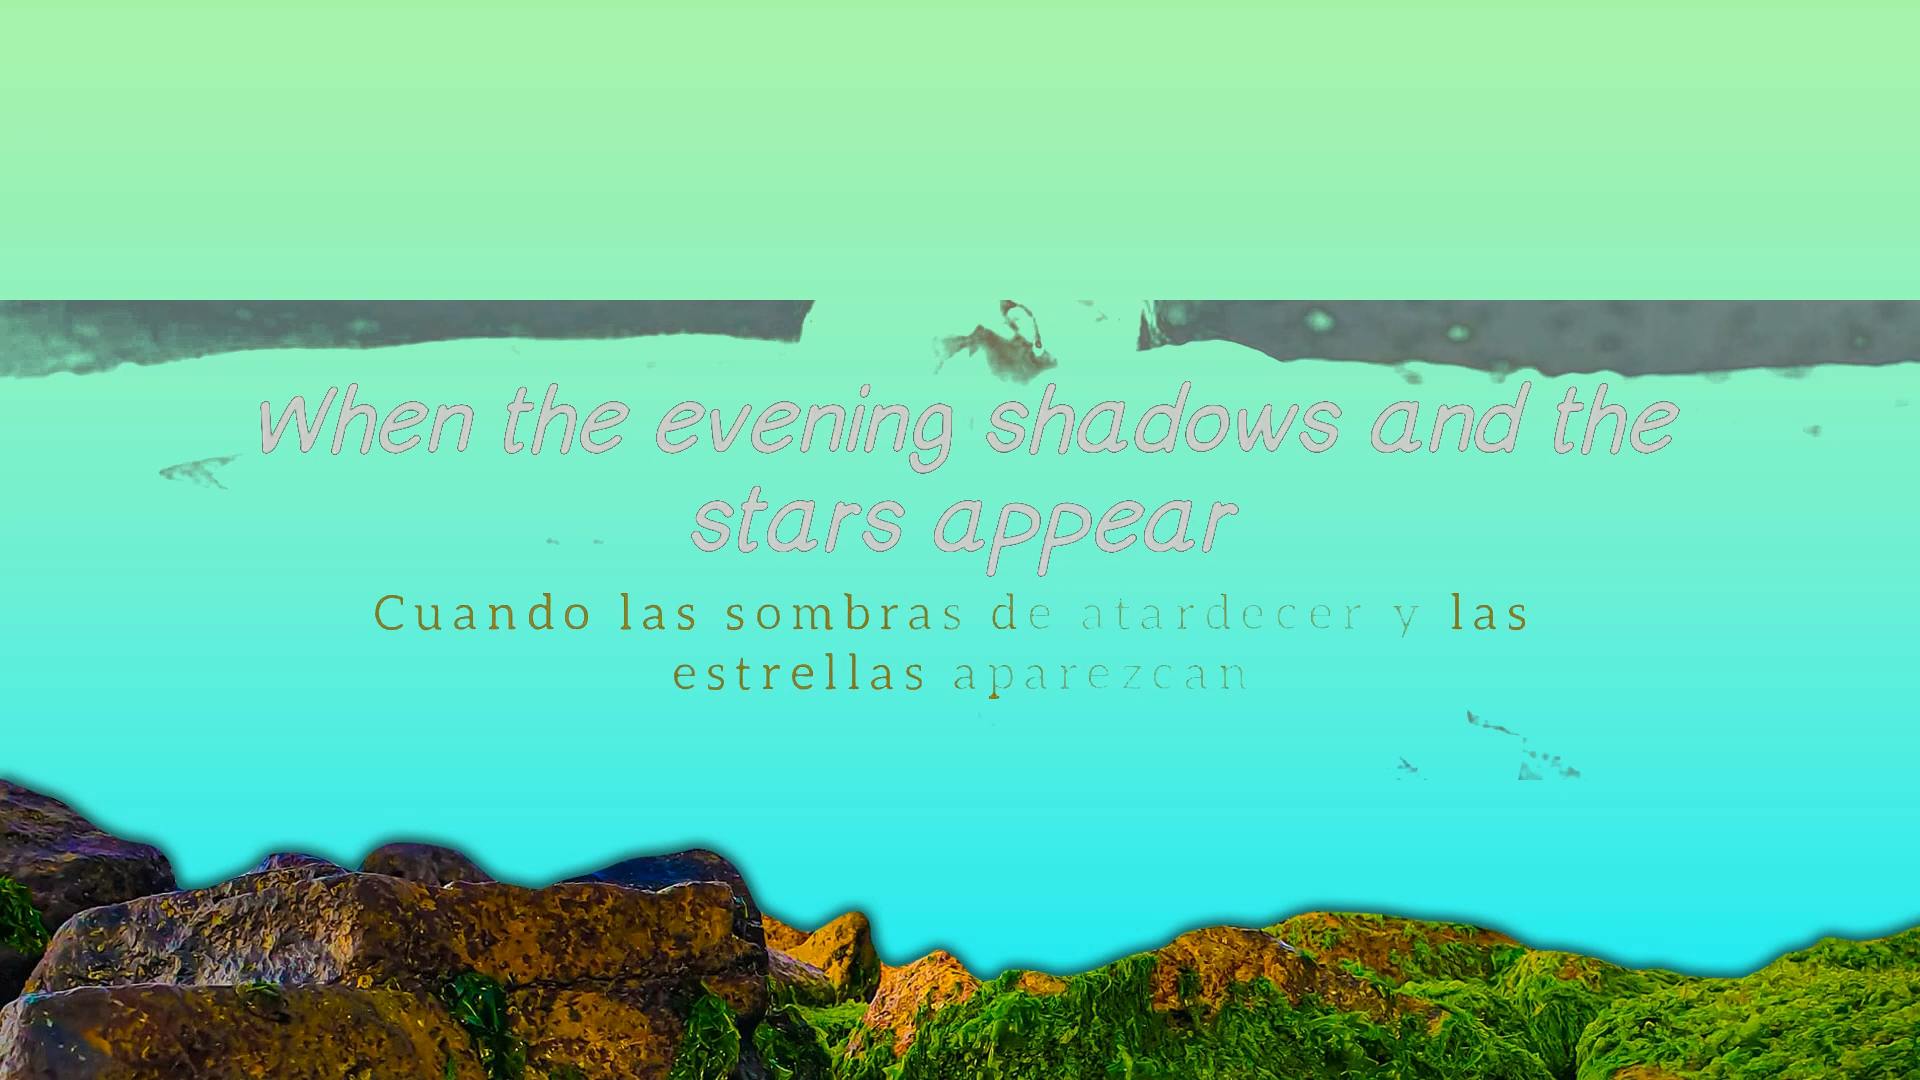 When the evening shadows and the
stars appear
Cuando las sombras de atardecer y las
estrellas aparezcan